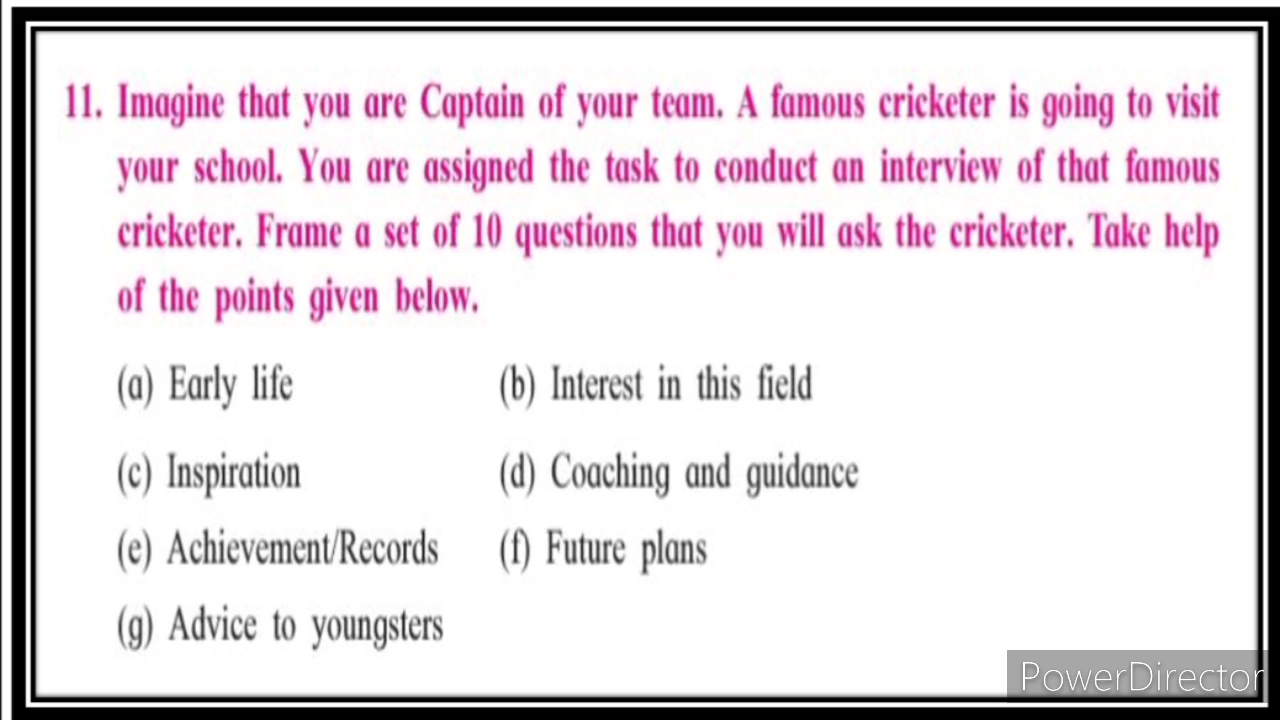 11. Imagine that you are Captain of your team. A famous cricketer is going to visit
your school. You are assigned the task to conduct an interview of that famous
cricketer. Frame a set of 10 questions that you will ask the cricketer. Take help
of the points given below.
(a) Early life (b) Interest in this field
(c) Inspiration (d) Coaching and guidance
(e) Achievement/Records (f) Future plans
(g) Advice to youngsters
PowerDirector